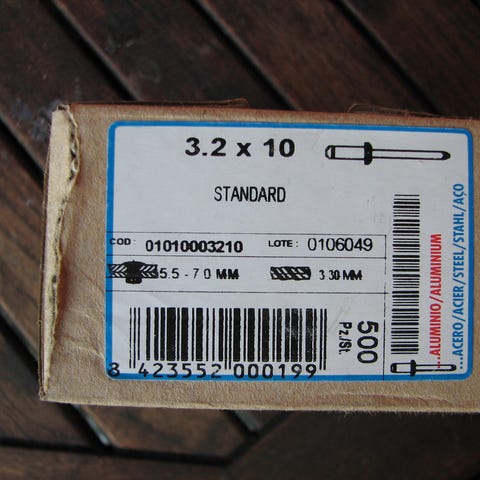 3.2 x 10
STANDARD
COD: 01010003210 LOTE: 0106049
5.5 - 7.0 MM 3.30 MM
500
Pz./St.
8 423552 000199
...ALUMINIO/ALUMINIUM
...ACERO/ACIER/STEEL/STAHL/AÇO